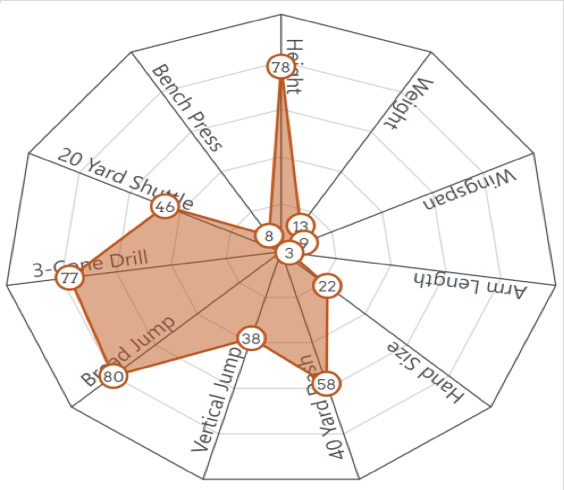 Height
78
Weight
13
Wingspan
9
Arm Length
3
Hand Size
22
40 Yard Dash
58
Vertical Jump
38
Broad Jump
80
3-Cone Drill
77
20 Yard Shuttle
46
Bench Press
8